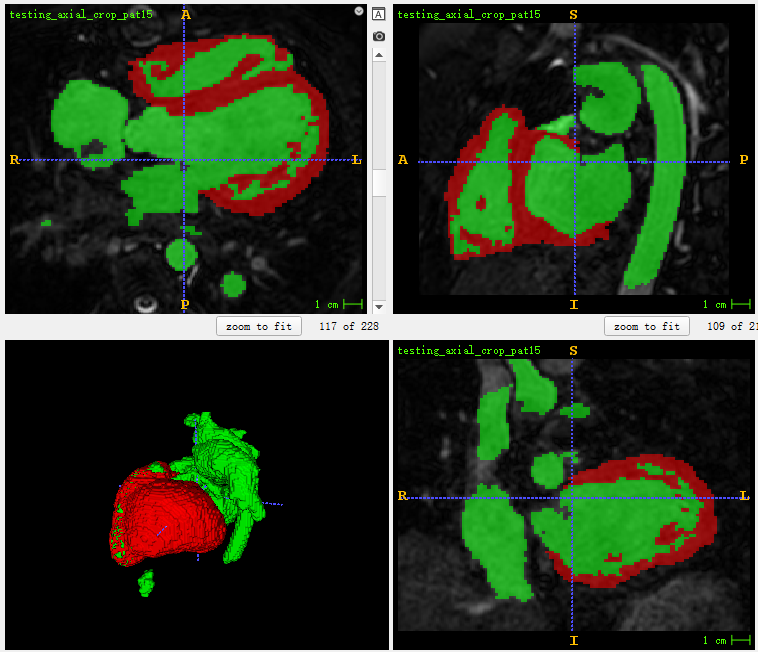 testing_axial_crop_pat15
A
A
R
L
P
1 cm
zoom to fit
117 of 228
testing_axial_crop_pat15
S
A
P
I
1 cm
zoom to fit
109 of 21
testing_axial_crop_pat15
S
R
L
I
1 cm